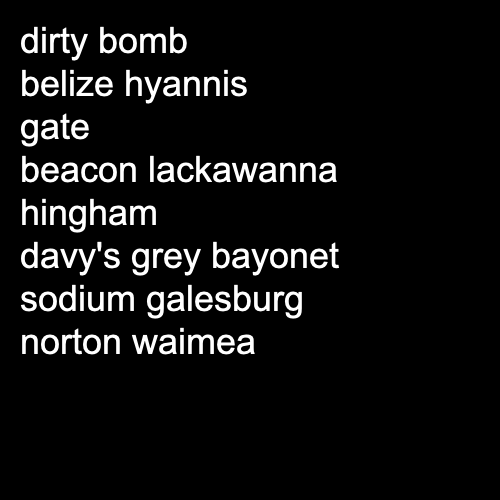 dirty bomb
belize hyannis
gate
beacon lackawanna
hingham
davy's grey bayonet
sodium galesburg
norton waimea